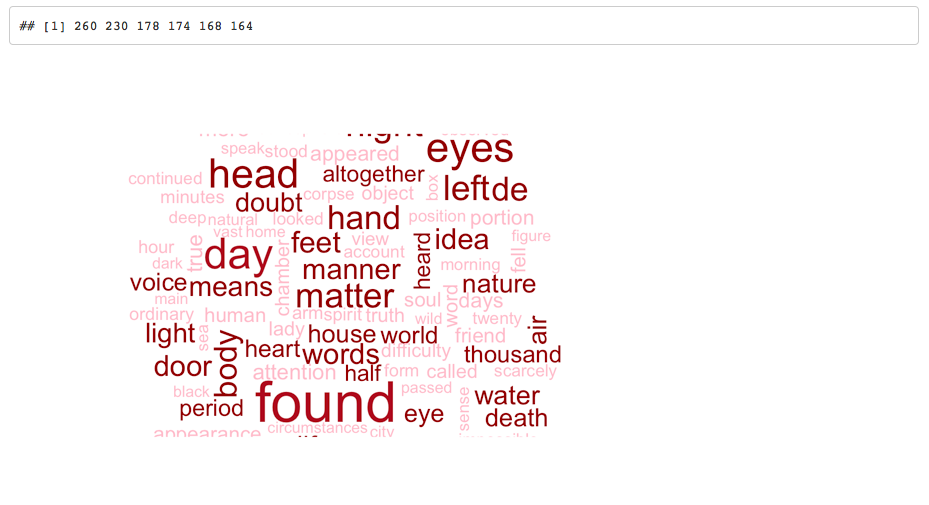 ## [1] 260 230 178 174 168 164
night
speak stood appeared eyes
continued head altogether box left de
minutes doubt corpse object
deep natural looked hand position portion
vast home
hour true day feet view heard idea figure
dark chamber account morning fell
voice means manner nature
main matter soul word days
ordinary human arm spirit truth wild twenty air
light sea lady house world friend
body heart words difficulty thousand
door attention half form called scarcely
black found passed sense water
period eye death
appearance circumstances city